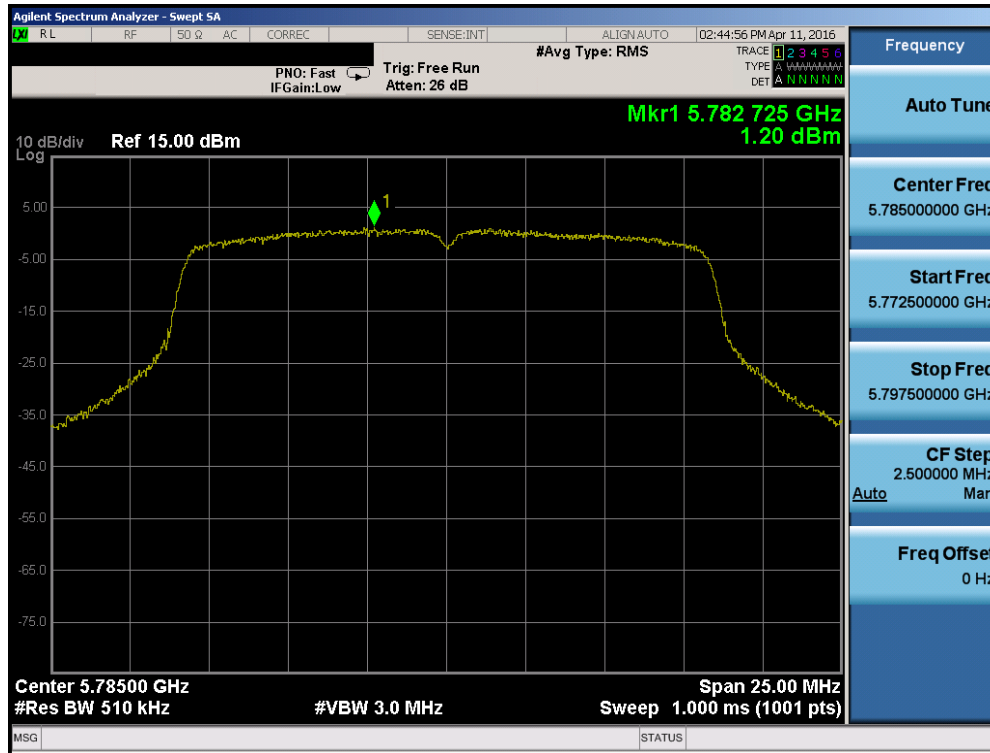 Agilent Spectrum Analyzer - Swept SA
LXI RL RF 50 Ω AC CORREC SENSE:INT ALIGN AUTO 02:44:56 PM Apr 11, 2016
#Avg Type: RMS
TRACE 1 2 3 4 5 6
PNO: Fast Trig: Free Run
TYPE A WWWWW
IFGain:Low Atten: 26 dB
DET A N N N N N
Mkr1 5.782 725 GHz
1.20 dBm
10 dB/div Ref 15.00 dBm
Log
1
5.00
-5.00
-15.0
-25.0
-35.0
-45.0
-55.0
-65.0
-75.0
Center 5.78500 GHz Span 25.00 MHz
#Res BW 510 kHz #VBW 3.0 MHz Sweep 1.000 ms (1001 pts)
MSG STATUS
Frequency
Auto Tune
Center Freq
5.785000000 GHz
Start Freq
5.772500000 GHz
Stop Freq
5.797500000 GHz
CF Step
2.500000 MHz
Auto Man
Freq Offset
0 Hz